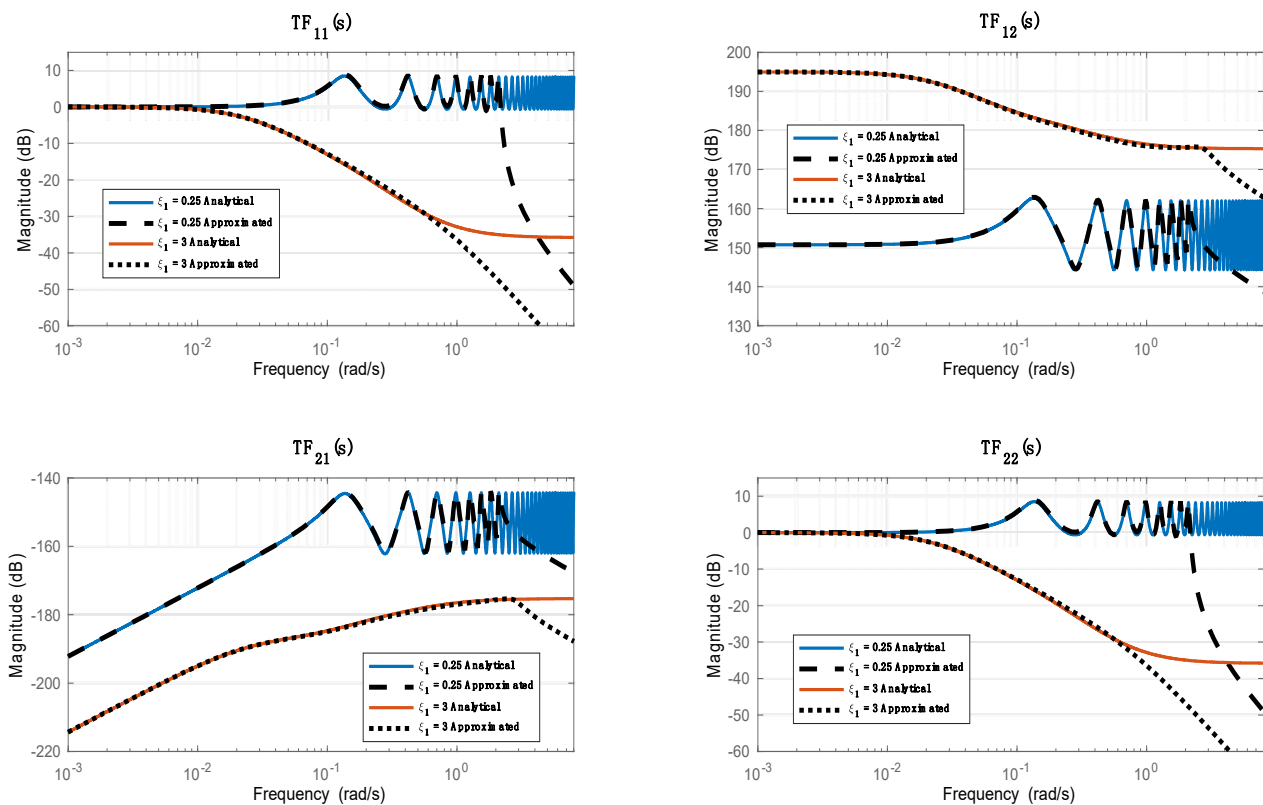 TF11(s)
Magnitude (dB)
10
0
-10
-20
-30
-40
-50
-60
ξ1 = 0.25 Analytical
ξ1 = 0.25 Approximated
ξ1 = 3 Analytical
ξ1 = 3 Approximated
10-3 10-2 10-1 100
Frequency (rad/s)
TF12(s)
Magnitude (dB)
200
190
180
170
160
150
140
130
ξ1 = 0.25 Analytical
ξ1 = 0.25 Approximated
ξ1 = 3 Analytical
ξ1 = 3 Approximated
10-3 10-2 10-1 100
Frequency (rad/s)
TF21(s)
Magnitude (dB)
-140
-160
-180
-200
-220
ξ1 = 0.25 Analytical
ξ1 = 0.25 Approximated
ξ1 = 3 Analytical
ξ1 = 3 Approximated
10-3 10-2 10-1 100
Frequency (rad/s)
TF22(s)
Magnitude (dB)
10
0
-10
-20
-30
-40
-50
-60
ξ1 = 0.25 Analytical
ξ1 = 0.25 Approximated
ξ1 = 3 Analytical
ξ1 = 3 Approximated
10-3 10-2 10-1 100
Frequency (rad/s)